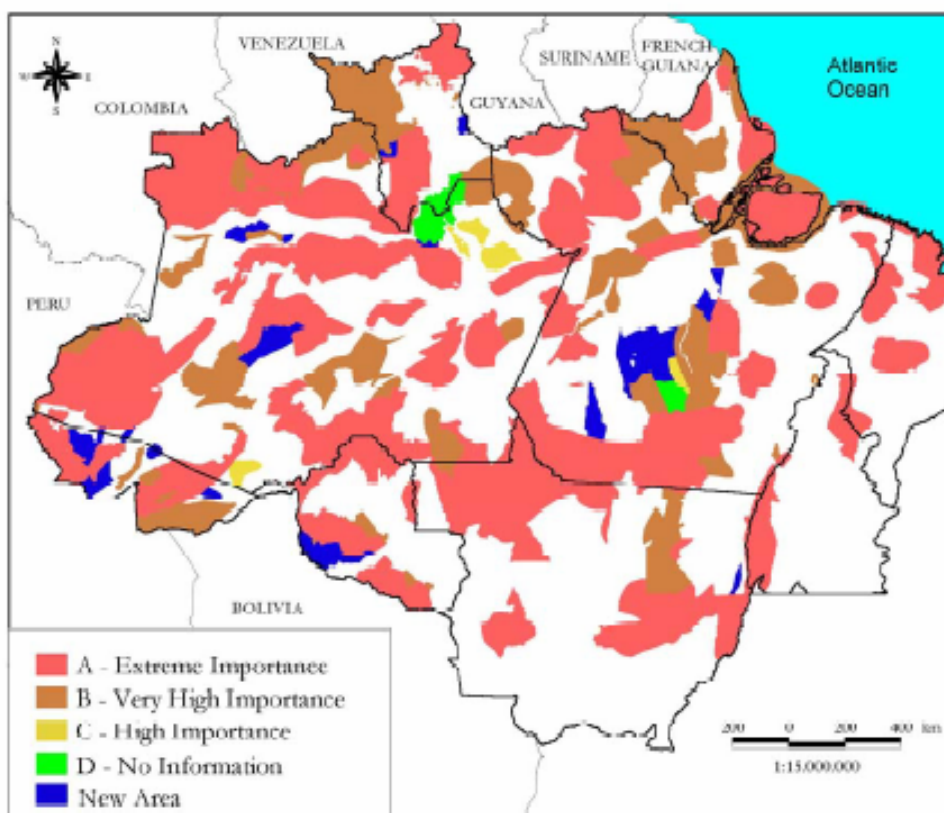 VENEZUELA
SURINAME
FRENCH
GUIANA
N
W E
S
COLOMBIA
GUYANA
Atlantic
Ocean
PERU
BOLIVIA
A - Extreme Importance
B - Very High Importance
C - High Importance
D - No Information
New Area
200 0 200 400 km
1:15.000.000